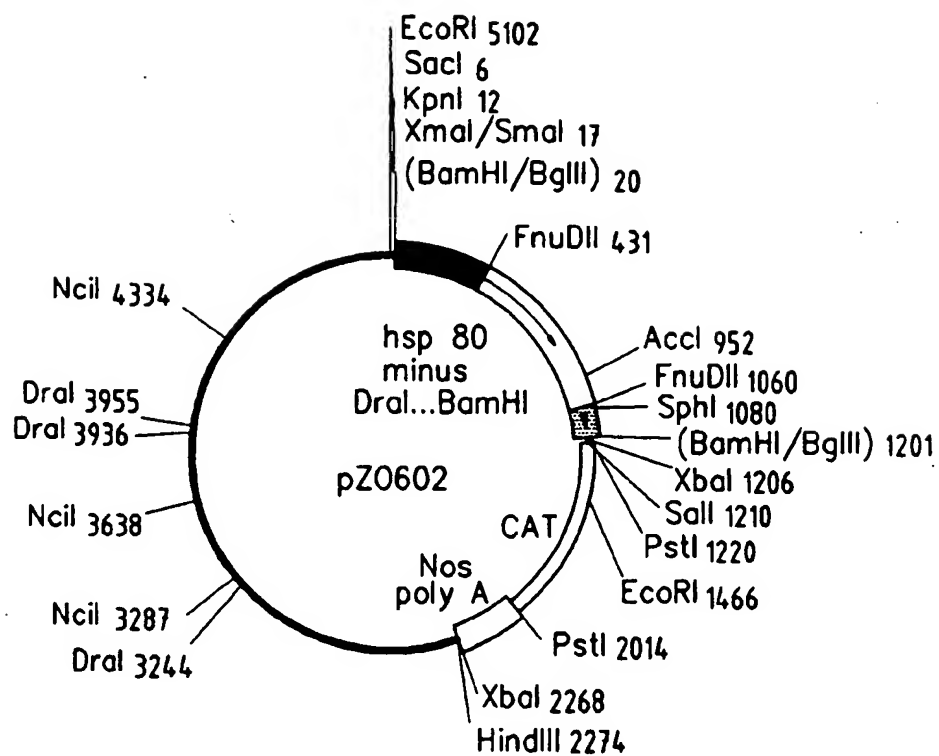 EcoRI 5102
SacI 6
KpnI 12
XmaI/SmaI 17
(BamHI/BglII) 20
FnuDII 431
NciI 4334
hsp 80
minus
DraI...BamHI
AccI 952
FnuDII 1060
SphI 1080
(BamHI/BglII) 1201
XbaI 1206
SalI 1210
PstI 1220
DraI 3955
DraI 3936
pZO602
NciI 3638
CAT
Nos
poly A
EcoRI 1466
NciI 3287
DraI 3244
PstI 2014
XbaI 2268
HindIII 2274